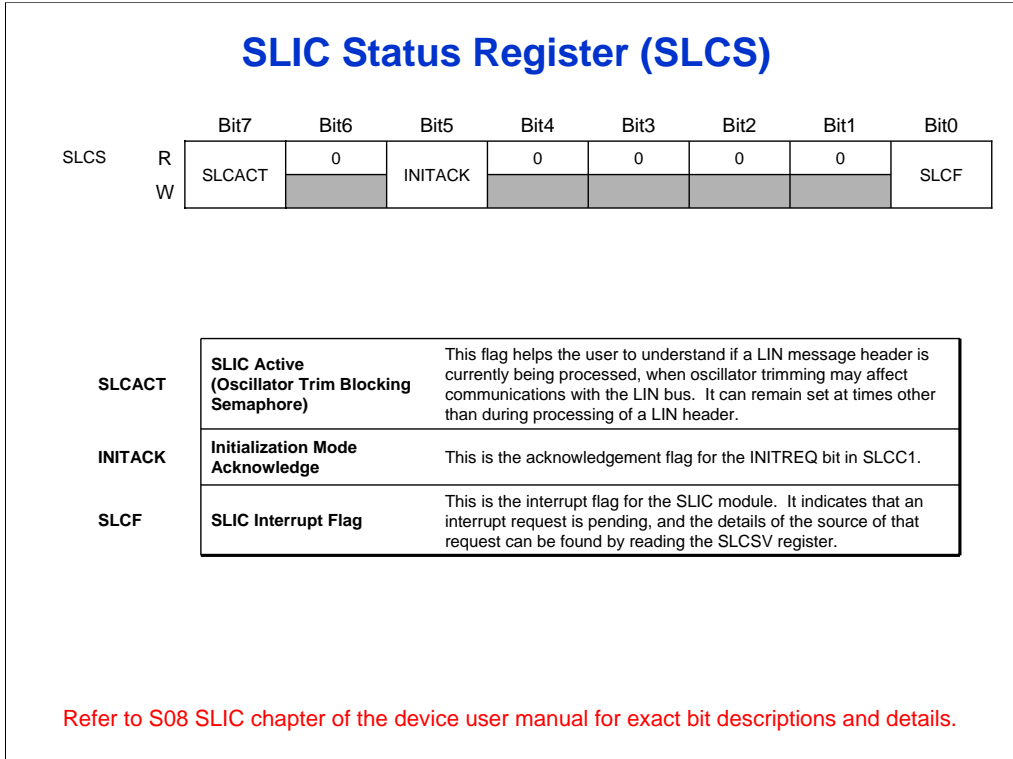 SLIC Status Register (SLCS)
Bit7 Bit6 Bit5 Bit4 Bit3 Bit2 Bit1 Bit0
SLCS R SLCACT 0 INITACK 0 0 0 0 SLCF
W
SLCACT
SLIC Active
(Oscillator Trim Blocking
Semaphore)
This flag helps the user to understand if a LIN message header is
currently being processed, when oscillator trimming may affect
communications with the LIN bus. It can remain set at times other
than during processing of a LIN header.
INITACK
Initialization Mode
Acknowledge
This is the acknowledgement flag for the INITREQ bit in SLCC1.
SLCF
SLIC Interrupt Flag
This is the interrupt flag for the SLIC module. It indicates that an
interrupt request is pending, and the details of the source of that
request can be found by reading the SLCSV register.
Refer to S08 SLIC chapter of the device user manual for exact bit descriptions and details.